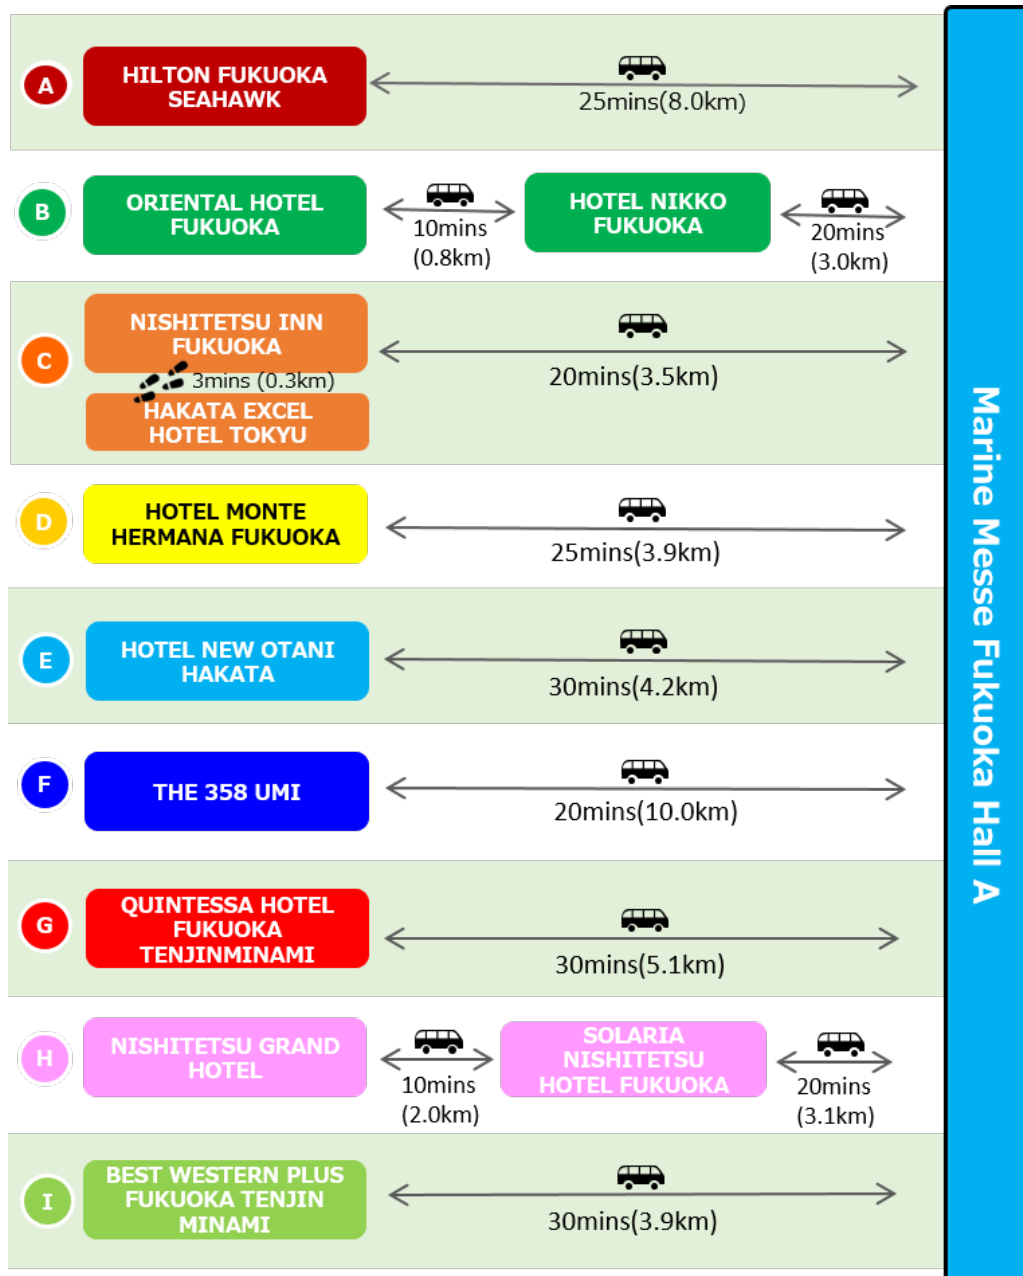 A
HILTON FUKUOKA
SEAHAWK
25mins(8.0km)
B
ORIENTAL HOTEL
FUKUOKA
10mins
(0.8km)
HOTEL NIKKO
FUKUOKA
20mins
(3.0km)
C
NISHITETSU INN
FUKUOKA
3mins (0.3km)
HAKATA EXCEL
HOTEL TOKYU
20mins(3.5km)
D
HOTEL MONTE
HERMANA FUKUOKA
25mins(3.9km)
E
HOTEL NEW OTANI
HAKATA
30mins(4.2km)
F
THE 358 UMI
20mins(10.0km)
G
QUINTESSA HOTEL
FUKUOKA
TENJINMINAMI
30mins(5.1km)
H
NISHITETSU GRAND
HOTEL
10mins
(2.0km)
SOLARIA
NISHITETSU
HOTEL FUKUOKA
20mins
(3.1km)
I
BEST WESTERN PLUS
FUKUOKA TENJIN
MINAMI
30mins(3.9km)
Marine Messe Fukuoka Hall A